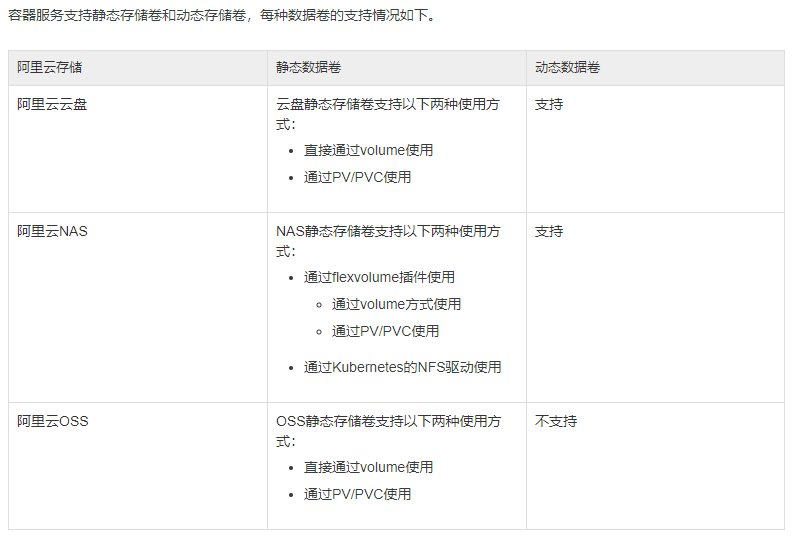 容器服务支持静态存储卷和动态存储卷，每种数据卷的支持情况如下。
阿里云存储
静态数据卷
动态数据卷
阿里云云盘
云盘静态存储卷支持以下两种使用方
式：
直接通过volume使用
通过PV/PVC使用
支持
阿里云NAS
NAS静态存储卷支持以下两种使用方
式：
通过flexvolume插件使用
通过volume方式使用
通过PV/PVC使用
通过Kubernetes的NFS驱动使用
支持
阿里云OSS
OSS静态存储卷支持以下两种使用方
式：
直接通过volume使用
通过PV/PVC使用
不支持